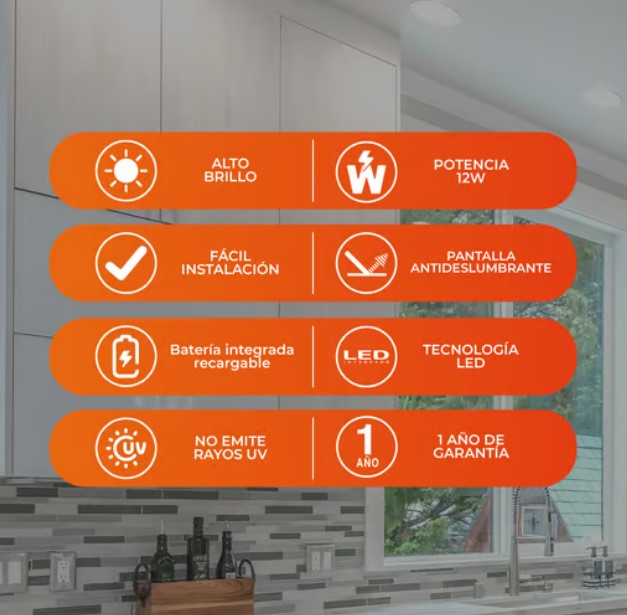 ALTO
BRILLO
W
POTENCIA
12W
FÁCIL
INSTALACIÓN
PANTALLA
ANTIDESLUMBRANTE
Batería integrada
recargable
LED
INTEGRADO
TECNOLOGÍA
LED
UV
NO EMITE
RAYOS UV
1
AÑO
1 AÑO DE
GARANTÍA